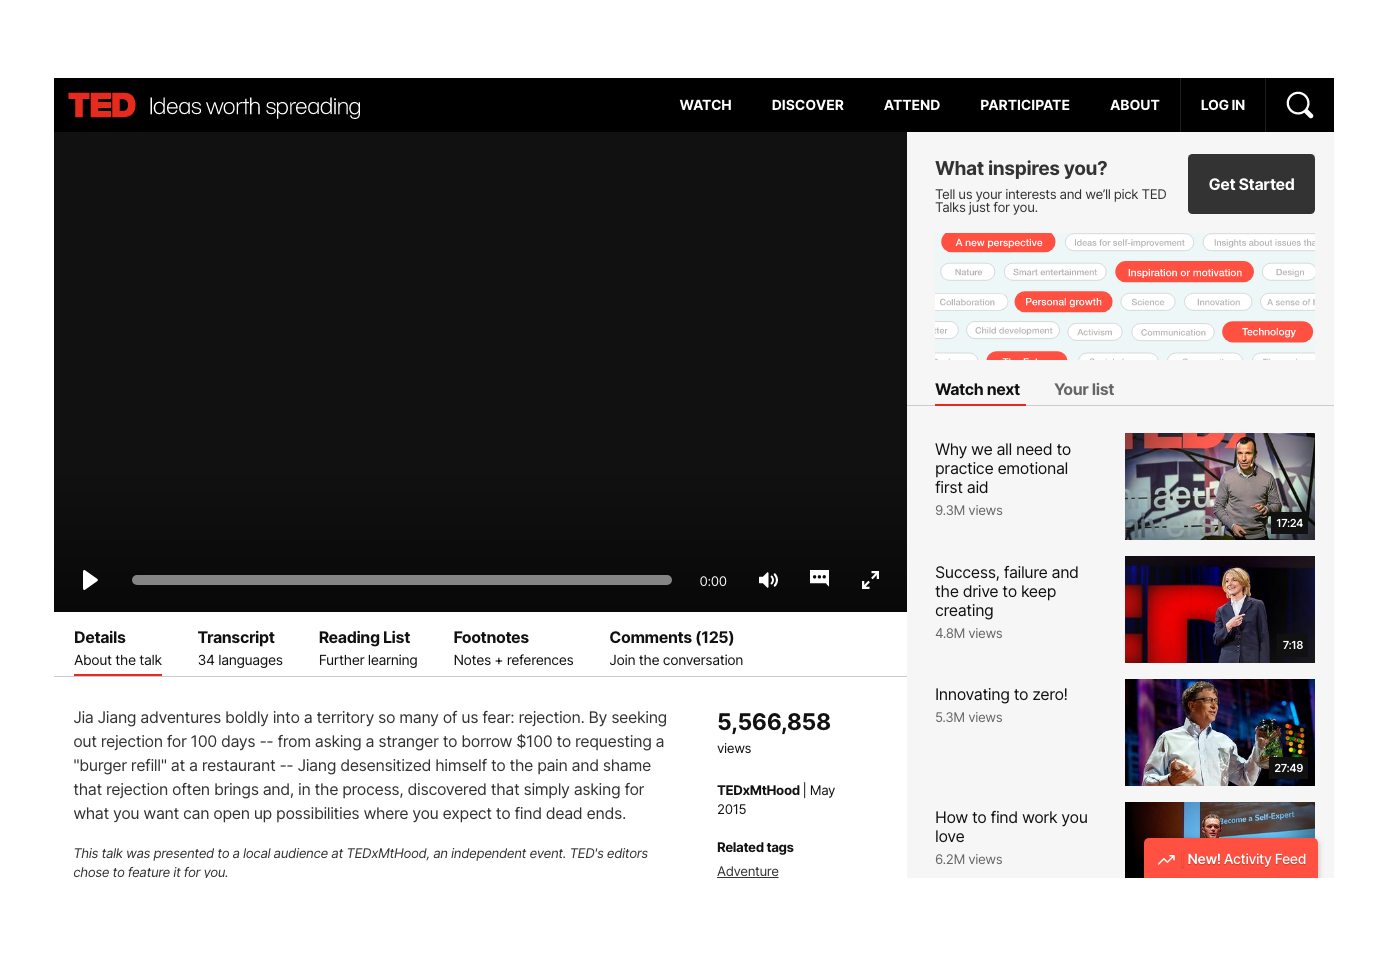 TED Ideas worth spreading
WATCH DISCOVER ATTEND PARTICIPATE ABOUT LOG IN
What inspires you?
Tell us your interests and we'll pick TED
Talks just for you.
Get Started
A new perspective Ideas for self-improvement Insights about issues tha
Nature Smart entertainment Inspiration or motivation Design
Collaboration Personal growth Science Innovation A sense of
Child development Activism Communication Technology
Watch next Your list
Why we all need to
practice emotional
first aid
9.3M views
17:24
Success, failure and
the drive to keep
creating
4.8M views
7:18
Innovating to zero!
5.3M views
27:49
How to find work you
love
6.2M views
Become a Self-Expert
New! Activity Feed
0:00
Details Transcript Reading List Footnotes Comments (125)
About the talk 34 languages Further learning Notes + references Join the conversation
Jia Jiang adventures boldly into a territory so many of us fear: rejection. By seeking
out rejection for 100 days -- from asking a stranger to borrow $100 to requesting a
"burger refill" at a restaurant -- Jiang desensitized himself to the pain and shame
that rejection often brings and, in the process, discovered that simply asking for
what you want can open up possibilities where you expect to find dead ends.
This talk was presented to a local audience at TEDxMtHood, an independent event. TED's editors
chose to feature it for you.
5,566,858
views
TEDxMtHood | May
2015
Related tags
Adventure